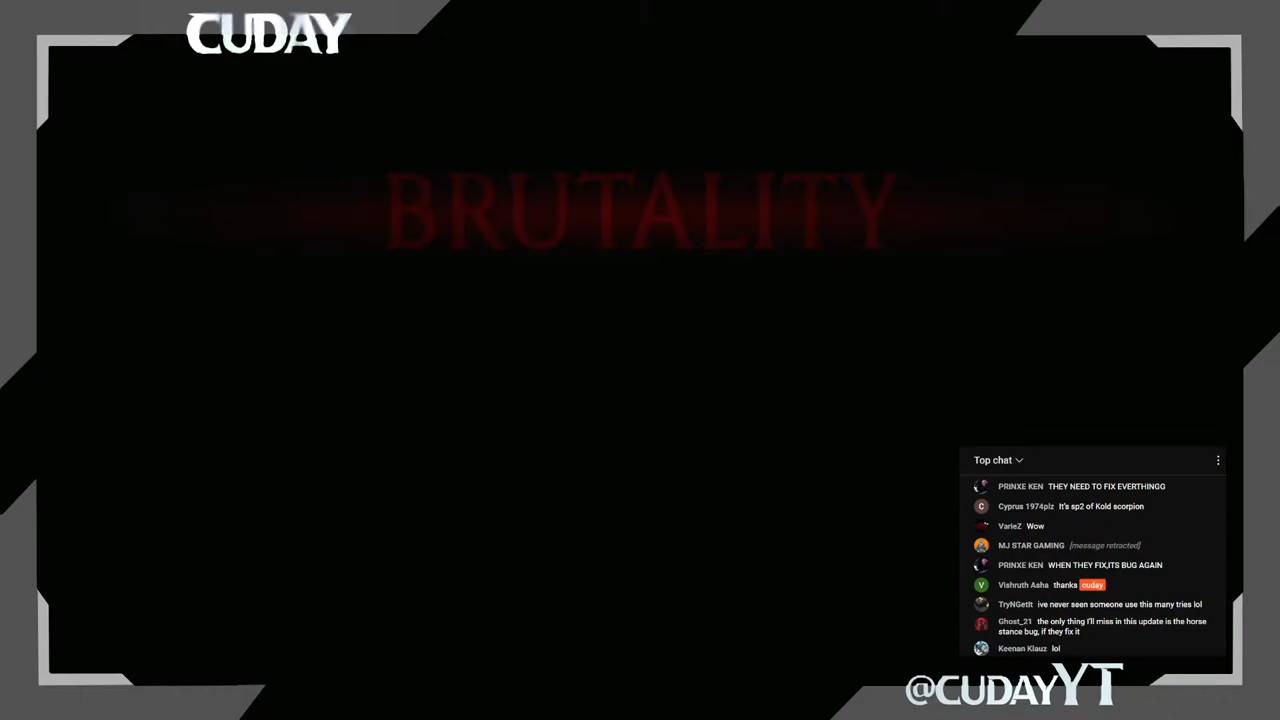 CUDAY
BRUTALITY
Top chat
PRINXE KEN THEY NEED TO FIX EVERTHINGG
Cyprus 1974plz It's sp2 of Kold scorpion
VarieZ Wow
MJ STAR GAMING [message retracted]
PRINXE KEN WHEN THEY FIX,ITS BUG AGAIN
Vishruth Asha thanks cuday
TryNGetIt ive never seen someone use this many tries lol
Ghost_21 the only thing I'll miss in this update is the horse
stance bug, if they fix it
Keenan Klauz lol
@CUDAYYT